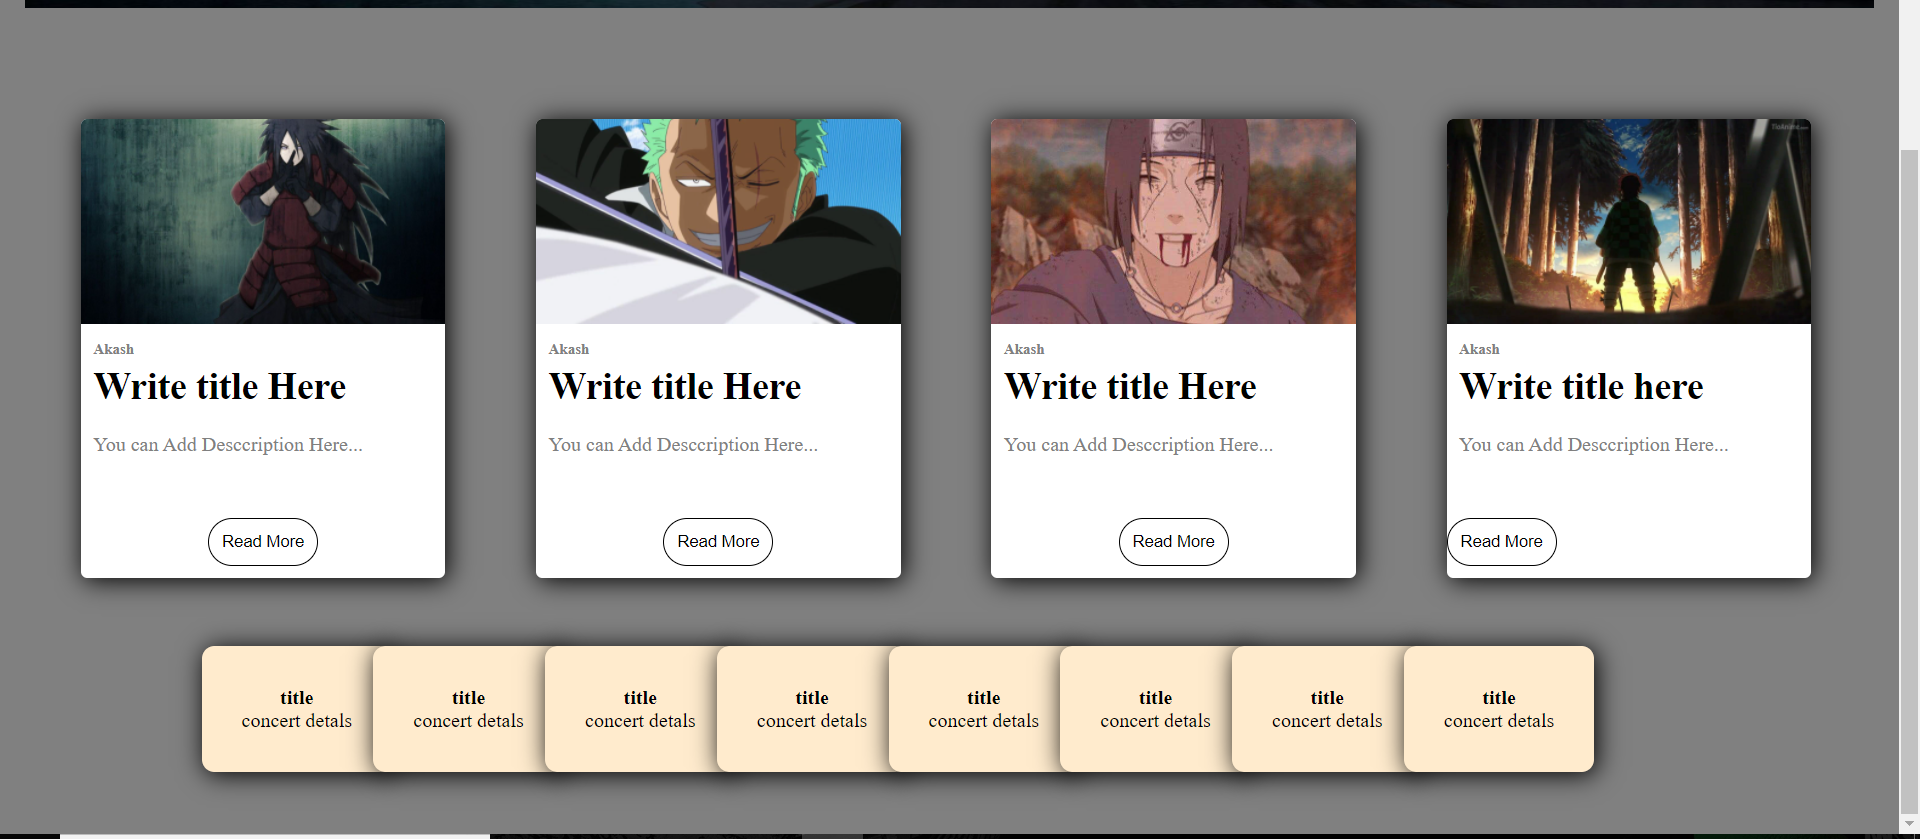 Akash
Write title Here
You can Add Desccription Here...
Read More
Akash
Write title Here
You can Add Desccription Here...
Read More
Akash
Write title Here
You can Add Desccription Here...
Read More
TioAnime.com
Akash
Write title here
You can Add Desccription Here...
Read More
title
concert detals
title
concert detals
title
concert detals
title
concert detals
title
concert detals
title
concert detals
title
concert detals
title
concert detals